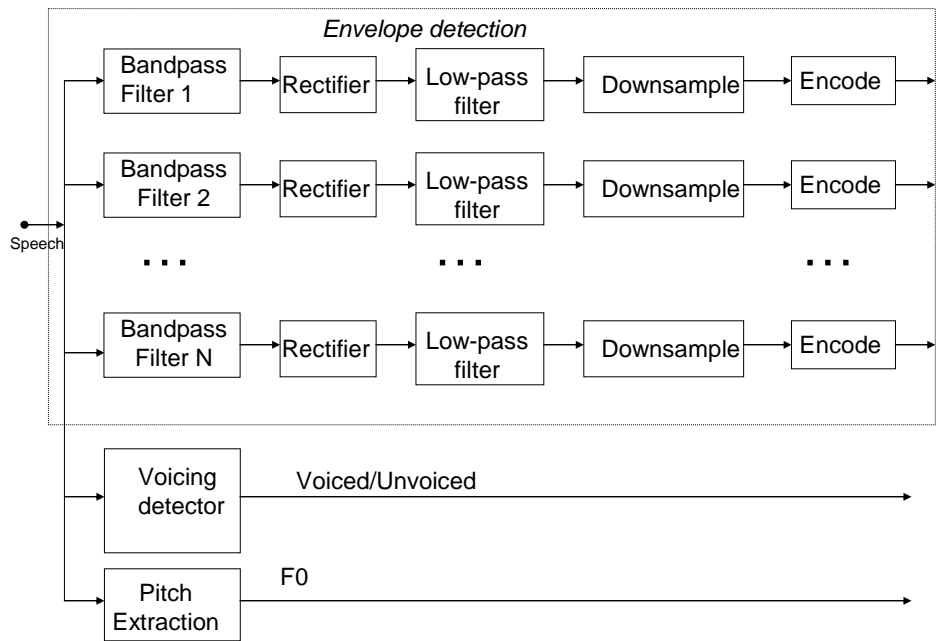 Envelope detection
Bandpass
Filter 1
Rectifier
Low-pass
filter
Downsample
Encode
Bandpass
Filter 2
Rectifier
Low-pass
filter
Downsample
Encode
Speech
...
...
...
Bandpass
Filter N
Rectifier
Low-pass
filter
Downsample
Encode
Voicing
detector
Voiced/Unvoiced
Pitch
Extraction
F0